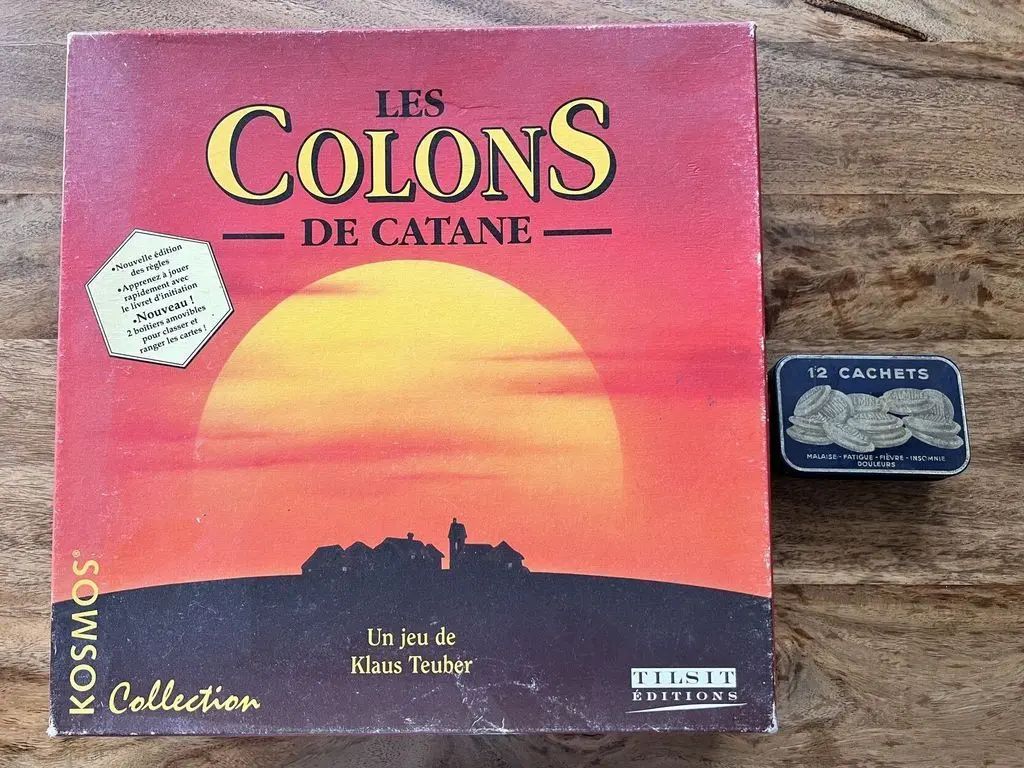 LES
COLONS
DE CATANE
•Nouvelle édition
des règles
•Apprenez à jouer
rapidement avec
le livret d'initiation
•Nouveau !
2 boîtiers amovibles
pour classer et
ranger les cartes !
Un jeu de
Klaus Teuber
KOSMOS®
Collection
TILSIT
ÉDITIONS
12 CACHETS
MALAISE - FATIGUE - FIÈVRE - INSOMNIE
DOULEURS